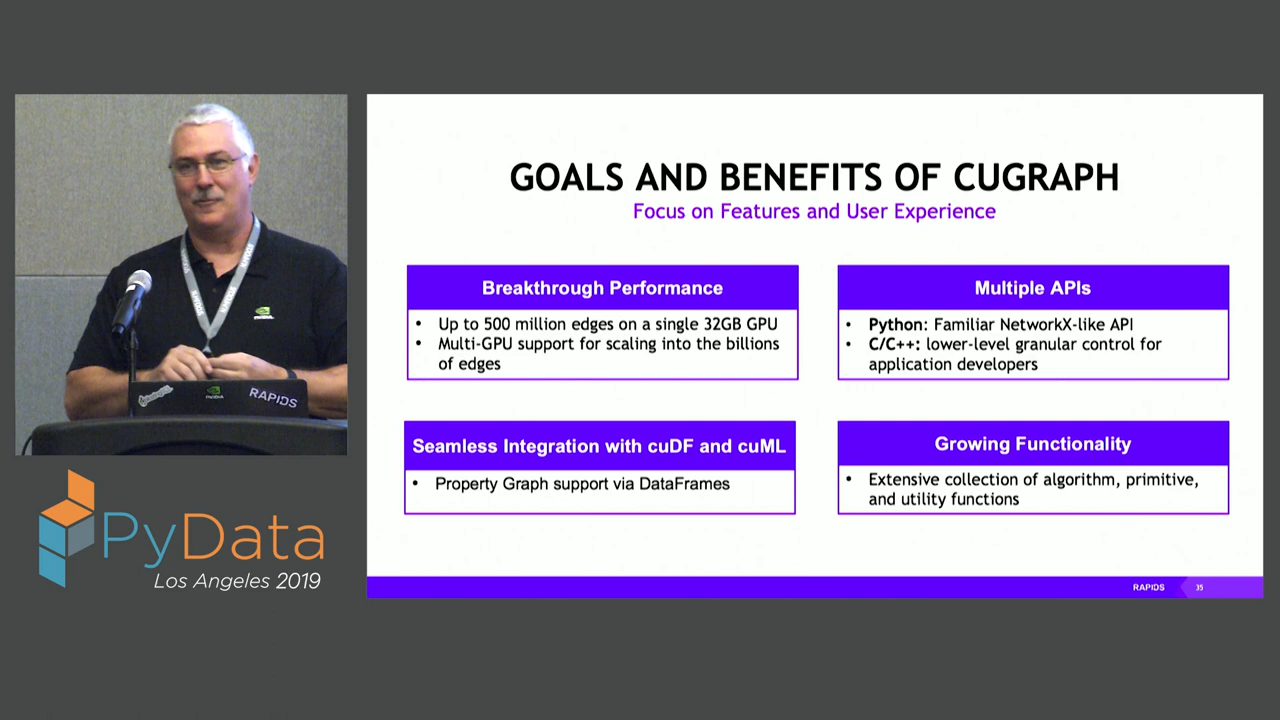 GOALS AND BENEFITS OF CUGRAPH
Focus on Features and User Experience
Breakthrough Performance
• Up to 500 million edges on a single 32GB GPU
• Multi-GPU support for scaling into the billions
of edges
Multiple APIs
• Python: Familiar NetworkX-like API
• C/C++: lower-level granular control for
application developers
Seamless Integration with cuDF and cuML
• Property Graph support via DataFrames
Growing Functionality
• Extensive collection of algorithm, primitive,
and utility functions
RAPIDS 35
RAPIDS
NVIDIA
NVIDIA
RAPIDS
PyData
Los Angeles 2019